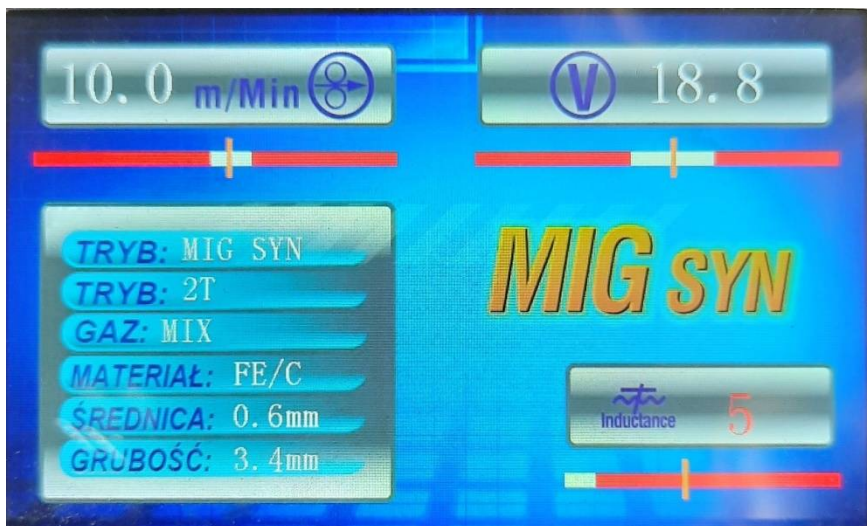 10.0 m/Min
V 18.8
TRYB: MIG SYN
TRYB: 2T
GAZ: MIX
MATERIAŁ: FE/C
ŚREDNICA: 0.6mm
GRUBOŚĆ: 3.4mm
MIG SYN
Inductance 5